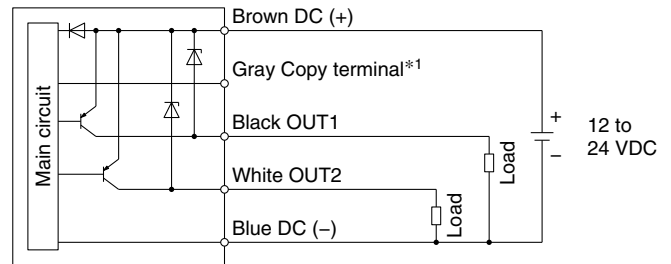 Brown DC (+)
Gray Copy terminal*1
Main circuit
Black OUT1
White OUT2
Blue DC (−)
Load
Load
+
−
12 to
24 VDC